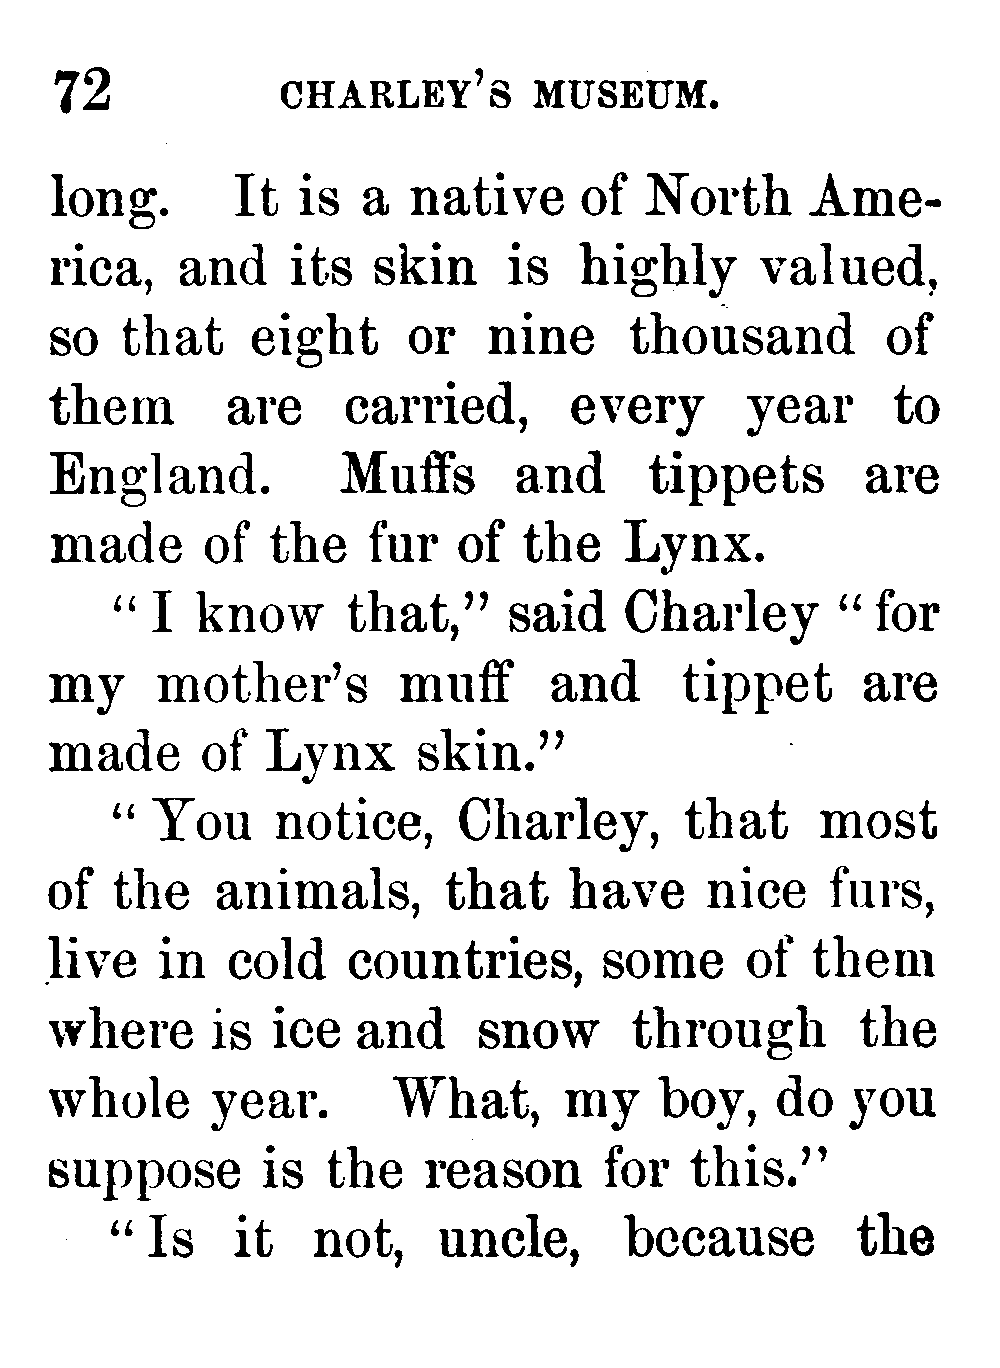 72 CHARLEY'S MUSEUM.
long. It is a native of North Ame-
rica, and its skin is highly valued,
so that eight or nine thousand of
them are carried, every year to
England. Muffs and tippets are
made of the fur of the Lynx.
“ I know that,” said Charley “ for
my mother's muff and tippet are
made of Lynx skin.”
“ You notice, Charley, that most
of the animals, that have nice furs,
live in cold countries, some of them
where is ice and snow through the
whole year. What, my boy, do you
suppose is the reason for this.”
“ Is it not, uncle, because the